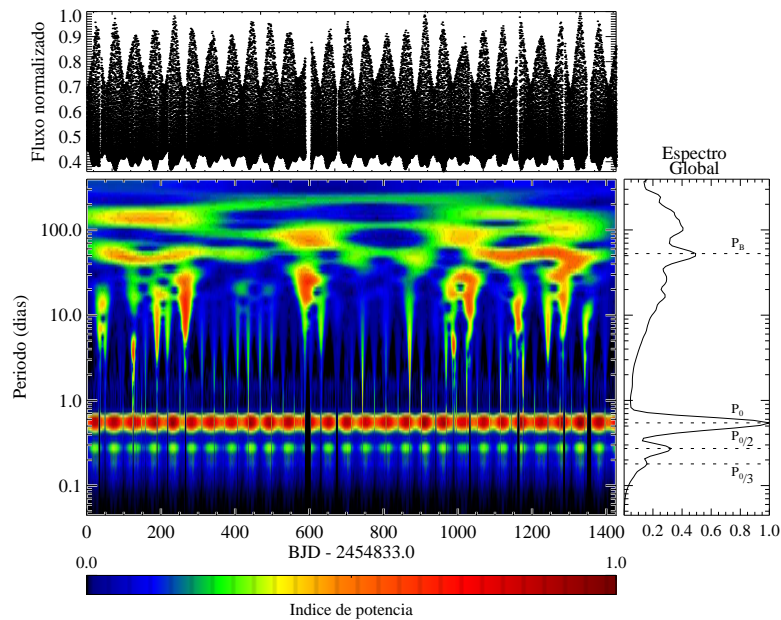 Fluxo normalizado
1.0
0.9
0.8
0.7
0.6
0.5
0.4
Espectro
Global
Periodo (dias)
100.0
10.0
1.0
0.1
P_B
P_0
P_0/2
P_0/3
0 200 400 600 800 1000 1200 1400
0.2 0.4 0.6 0.8 1.0
BJD - 2454833.0
0.0 1.0
Indice de potencia